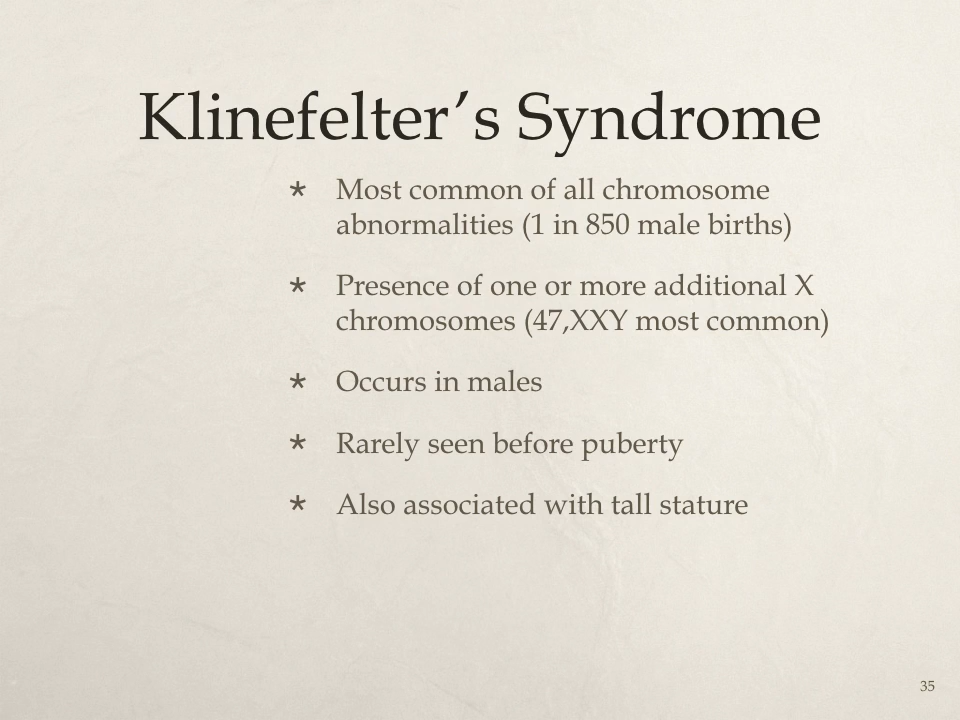 Klinefelter’s Syndrome
* Most common of all chromosome
abnormalities (1 in 850 male births)
* Presence of one or more additional X
chromosomes (47,XXY most common)
* Occurs in males
* Rarely seen before puberty
* Also associated with tall stature
35